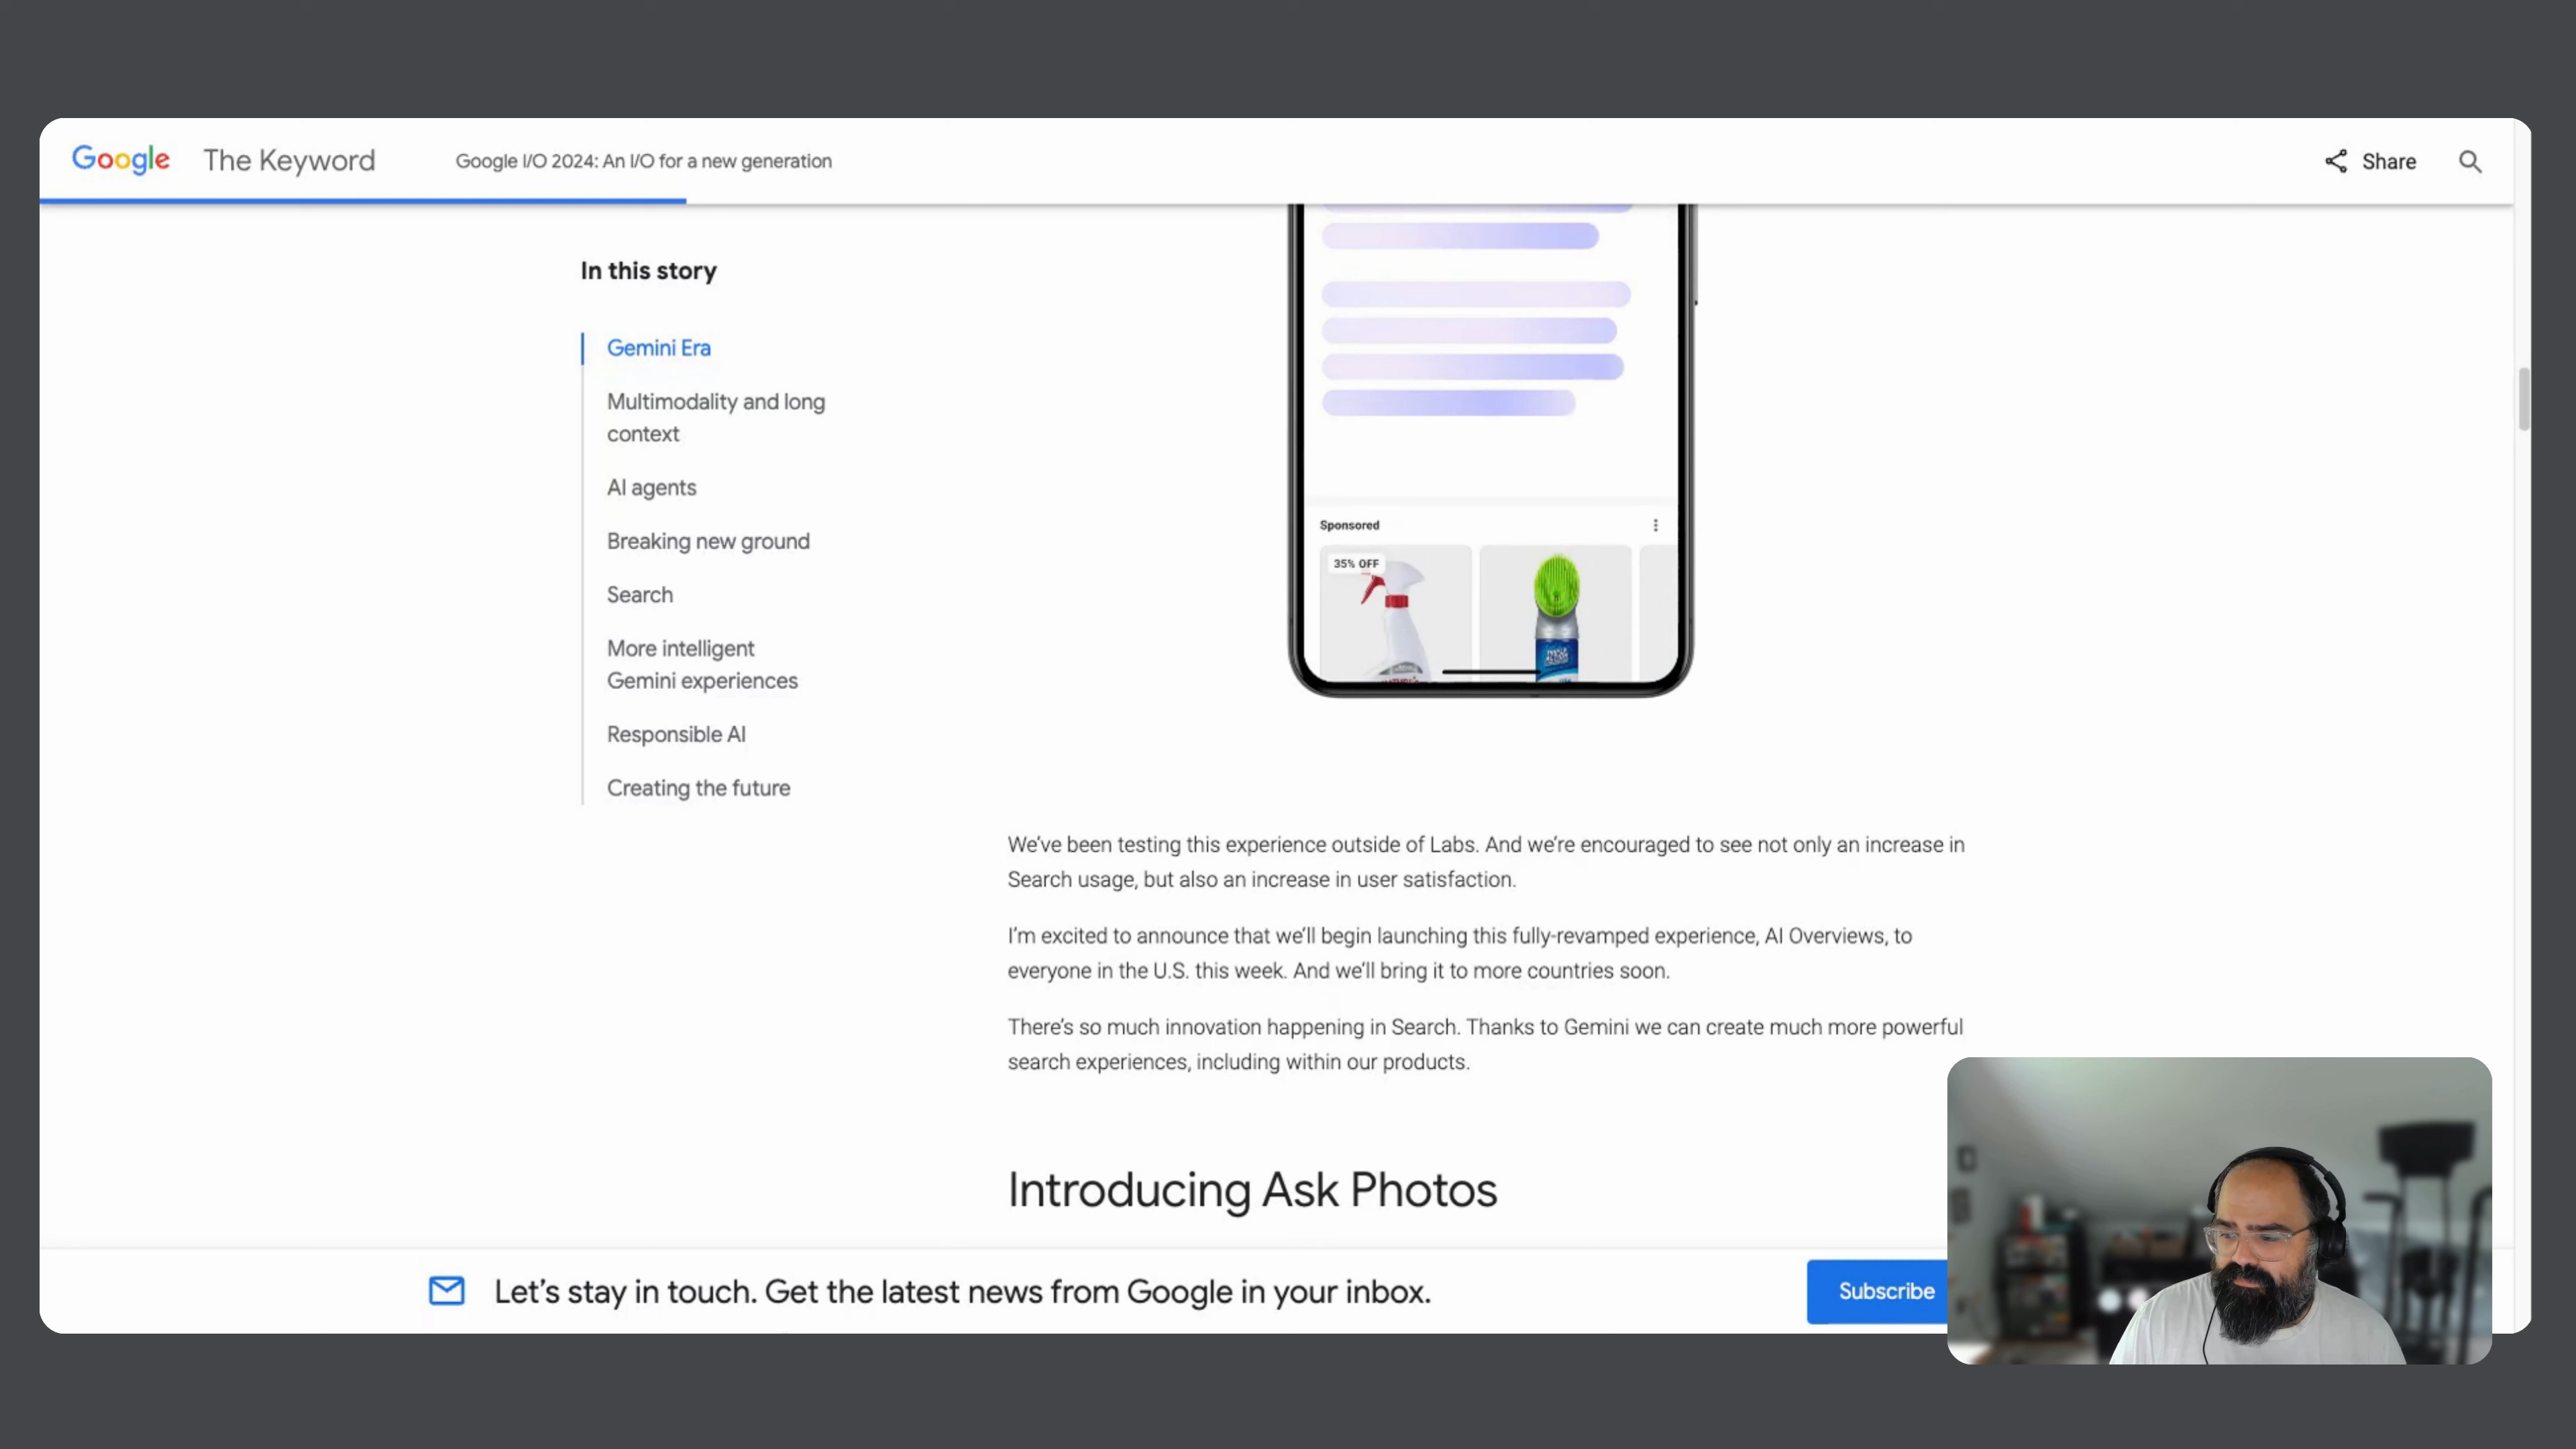 Google The Keyword Google I/O 2024: An I/O for a new generation Share
In this story
Gemini Era
Multimodality and long
context
AI agents
Breaking new ground
Search
More intelligent
Gemini experiences
Responsible AI
Creating the future
Sponsored
35% OFF
We've been testing this experience outside of Labs. And we're encouraged to see not only an increase in
Search usage, but also an increase in user satisfaction.
I'm excited to announce that we'll begin launching this fully-revamped experience, AI Overviews, to
everyone in the U.S. this week. And we'll bring it to more countries soon.
There's so much innovation happening in Search. Thanks to Gemini we can create much more powerful
search experiences, including within our products.
Introducing Ask Photos
Let's stay in touch. Get the latest news from Google in your inbox.
Subscribe